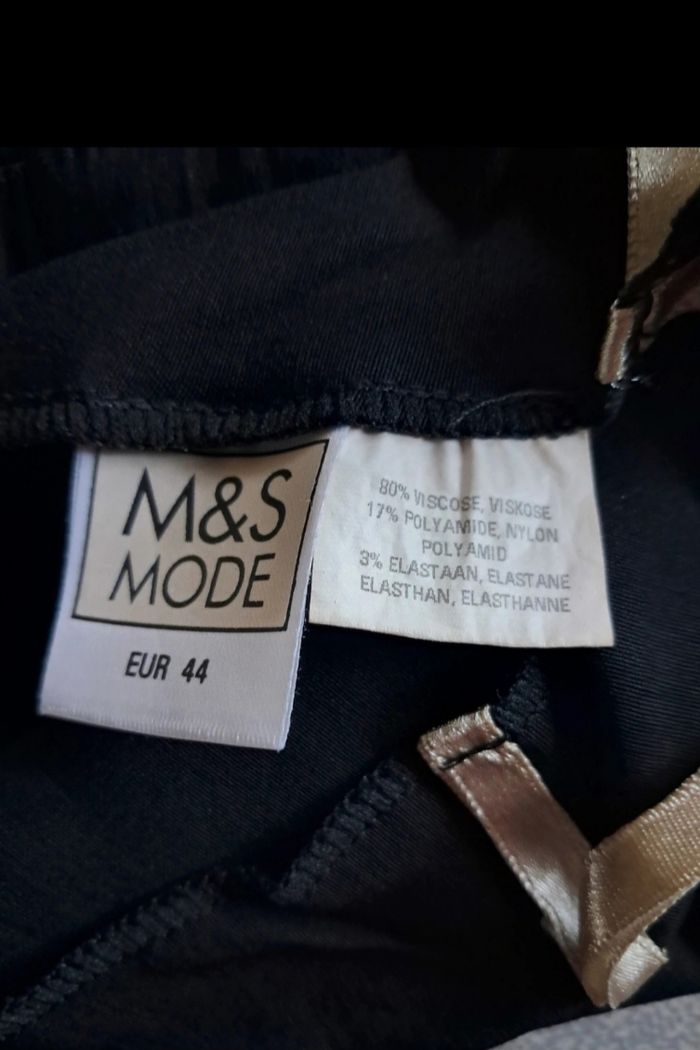 M&S
MODE
EUR 44
80% VISCOSE, VISKOSE
17% POLYAMIDE, NYLON
POLYAMID
3% ELASTAAN, ELASTANE
ELASTHAN, ELASTHANNE